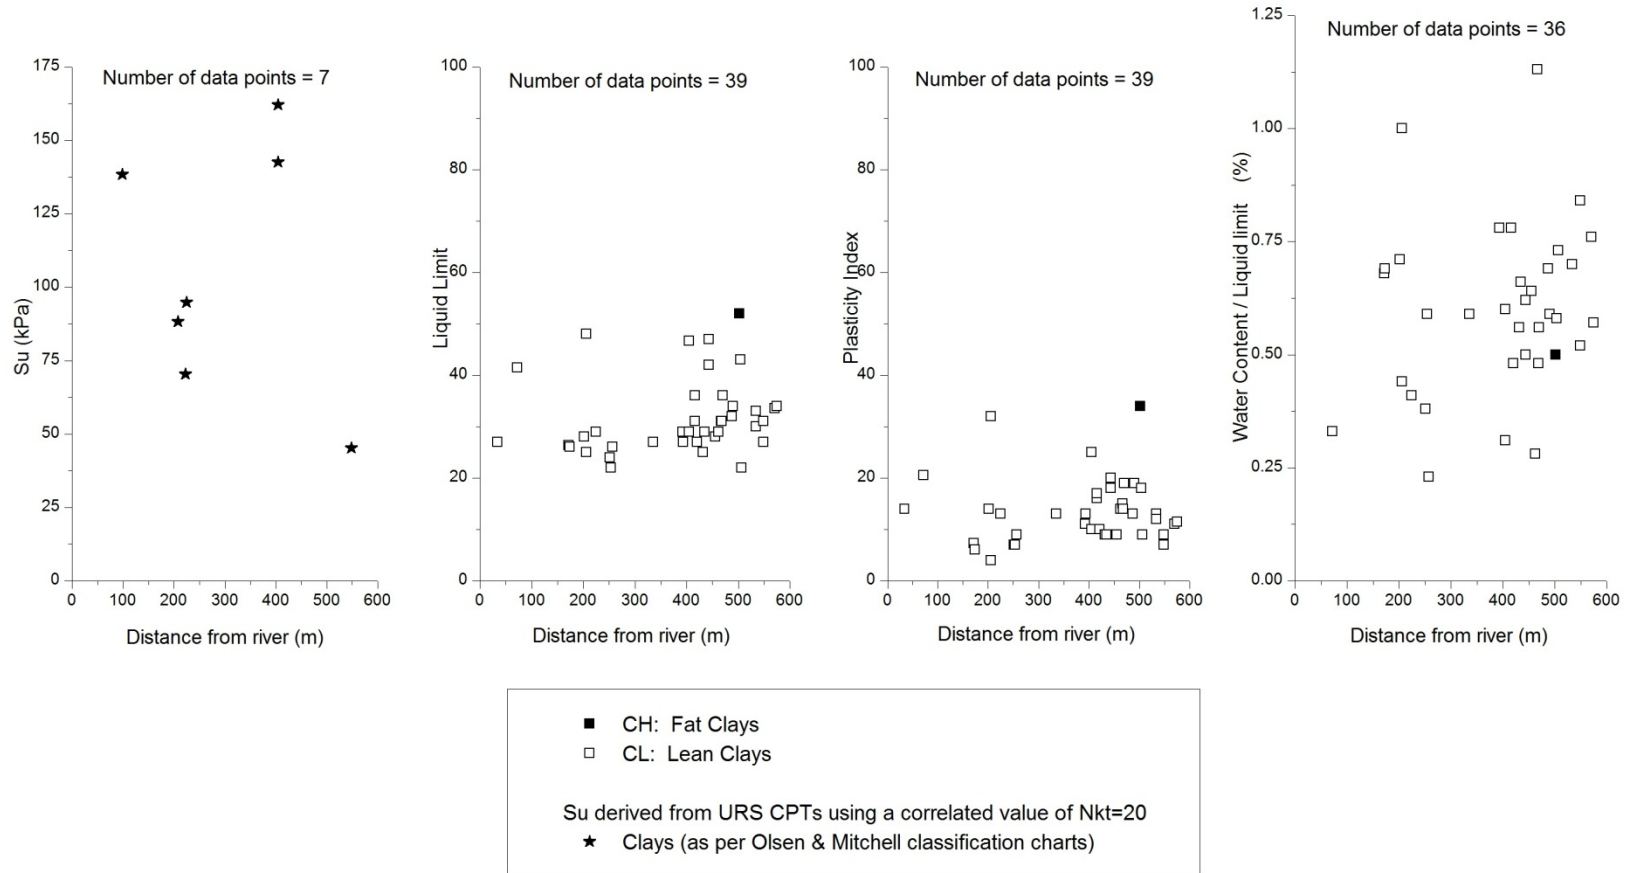 Number of data points = 7
175
150
125
100
75
50
25
0
Su (kPa)
0 100 200 300 400 500 600
Distance from river (m)
Number of data points = 39
100
80
60
40
20
0
Liquid Limit
0 100 200 300 400 500 600
Distance from river (m)
Number of data points = 39
100
80
60
40
20
0
Plasticity Index
0 100 200 300 400 500 600
Distance from river (m)
Number of data points = 36
1.25
1.00
0.75
0.50
0.25
0.00
Water Content / Liquid limit (%)
0 100 200 300 400 500 600
Distance from river (m)
CH: Fat Clays
CL: Lean Clays
Su derived from URS CPTs using a correlated value of Nkt=20
Clays (as per Olsen & Mitchell classification charts)